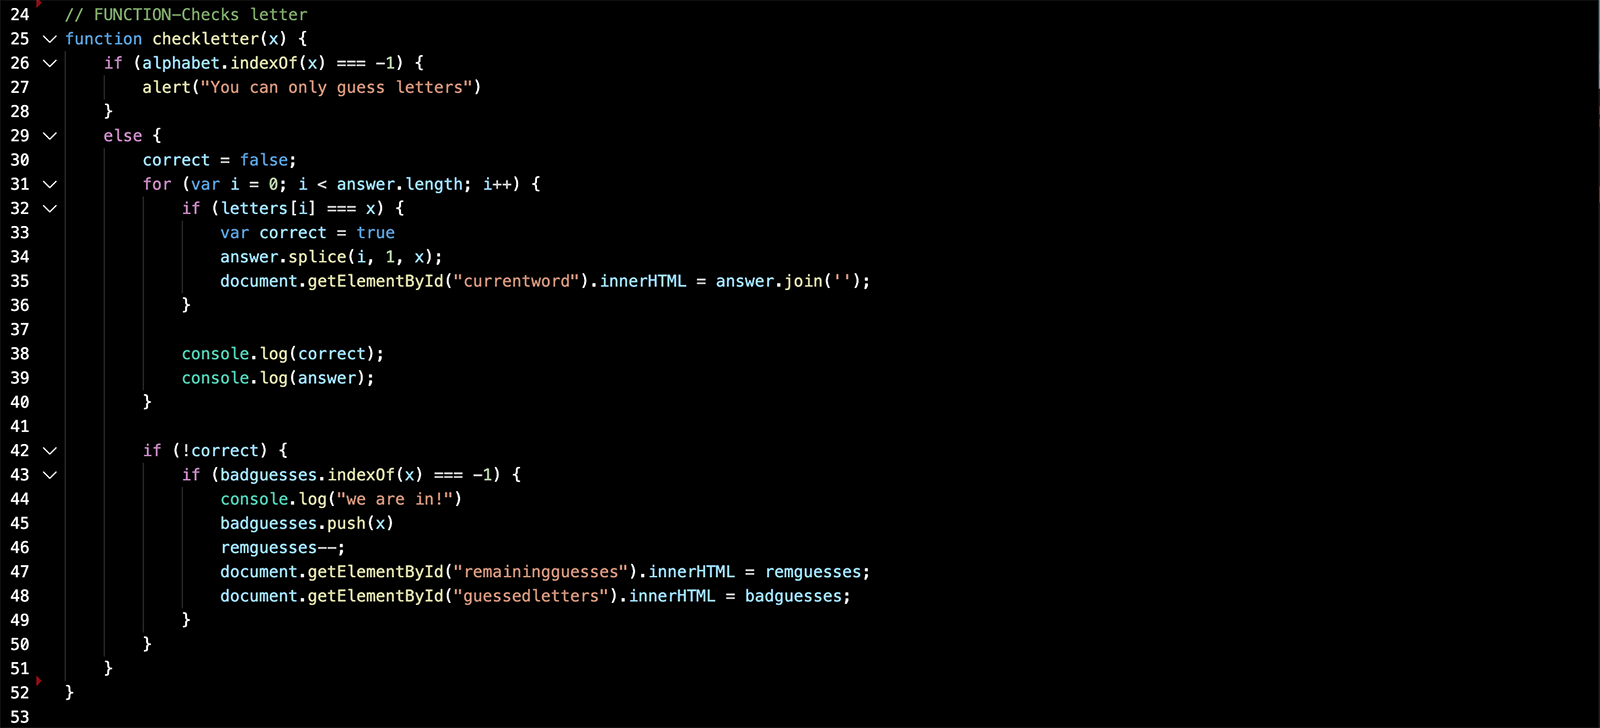 24 // FUNCTION-Checks letter
25 function checkletter(x) {
26 if (alphabet.indexOf(x) === -1) {
27 alert("You can only guess letters")
28 }
29 else {
30 correct = false;
31 for (var i = 0; i < answer.length; i++) {
32 if (letters[i] === x) {
33 var correct = true
34 answer.splice(i, 1, x);
35 document.getElementById("currentword").innerHTML = answer.join('');
36 }
37
38 console.log(correct);
39 console.log(answer);
40 }
41
42 if (!correct) {
43 if (badguesses.indexOf(x) === -1) {
44 console.log("we are in!")
45 badguesses.push(x)
46 remguesses--;
47 document.getElementById("remainingguesses").innerHTML = remguesses;
48 document.getElementById("guessedletters").innerHTML = badguesses;
49 }
50 }
51 }
52 }
53